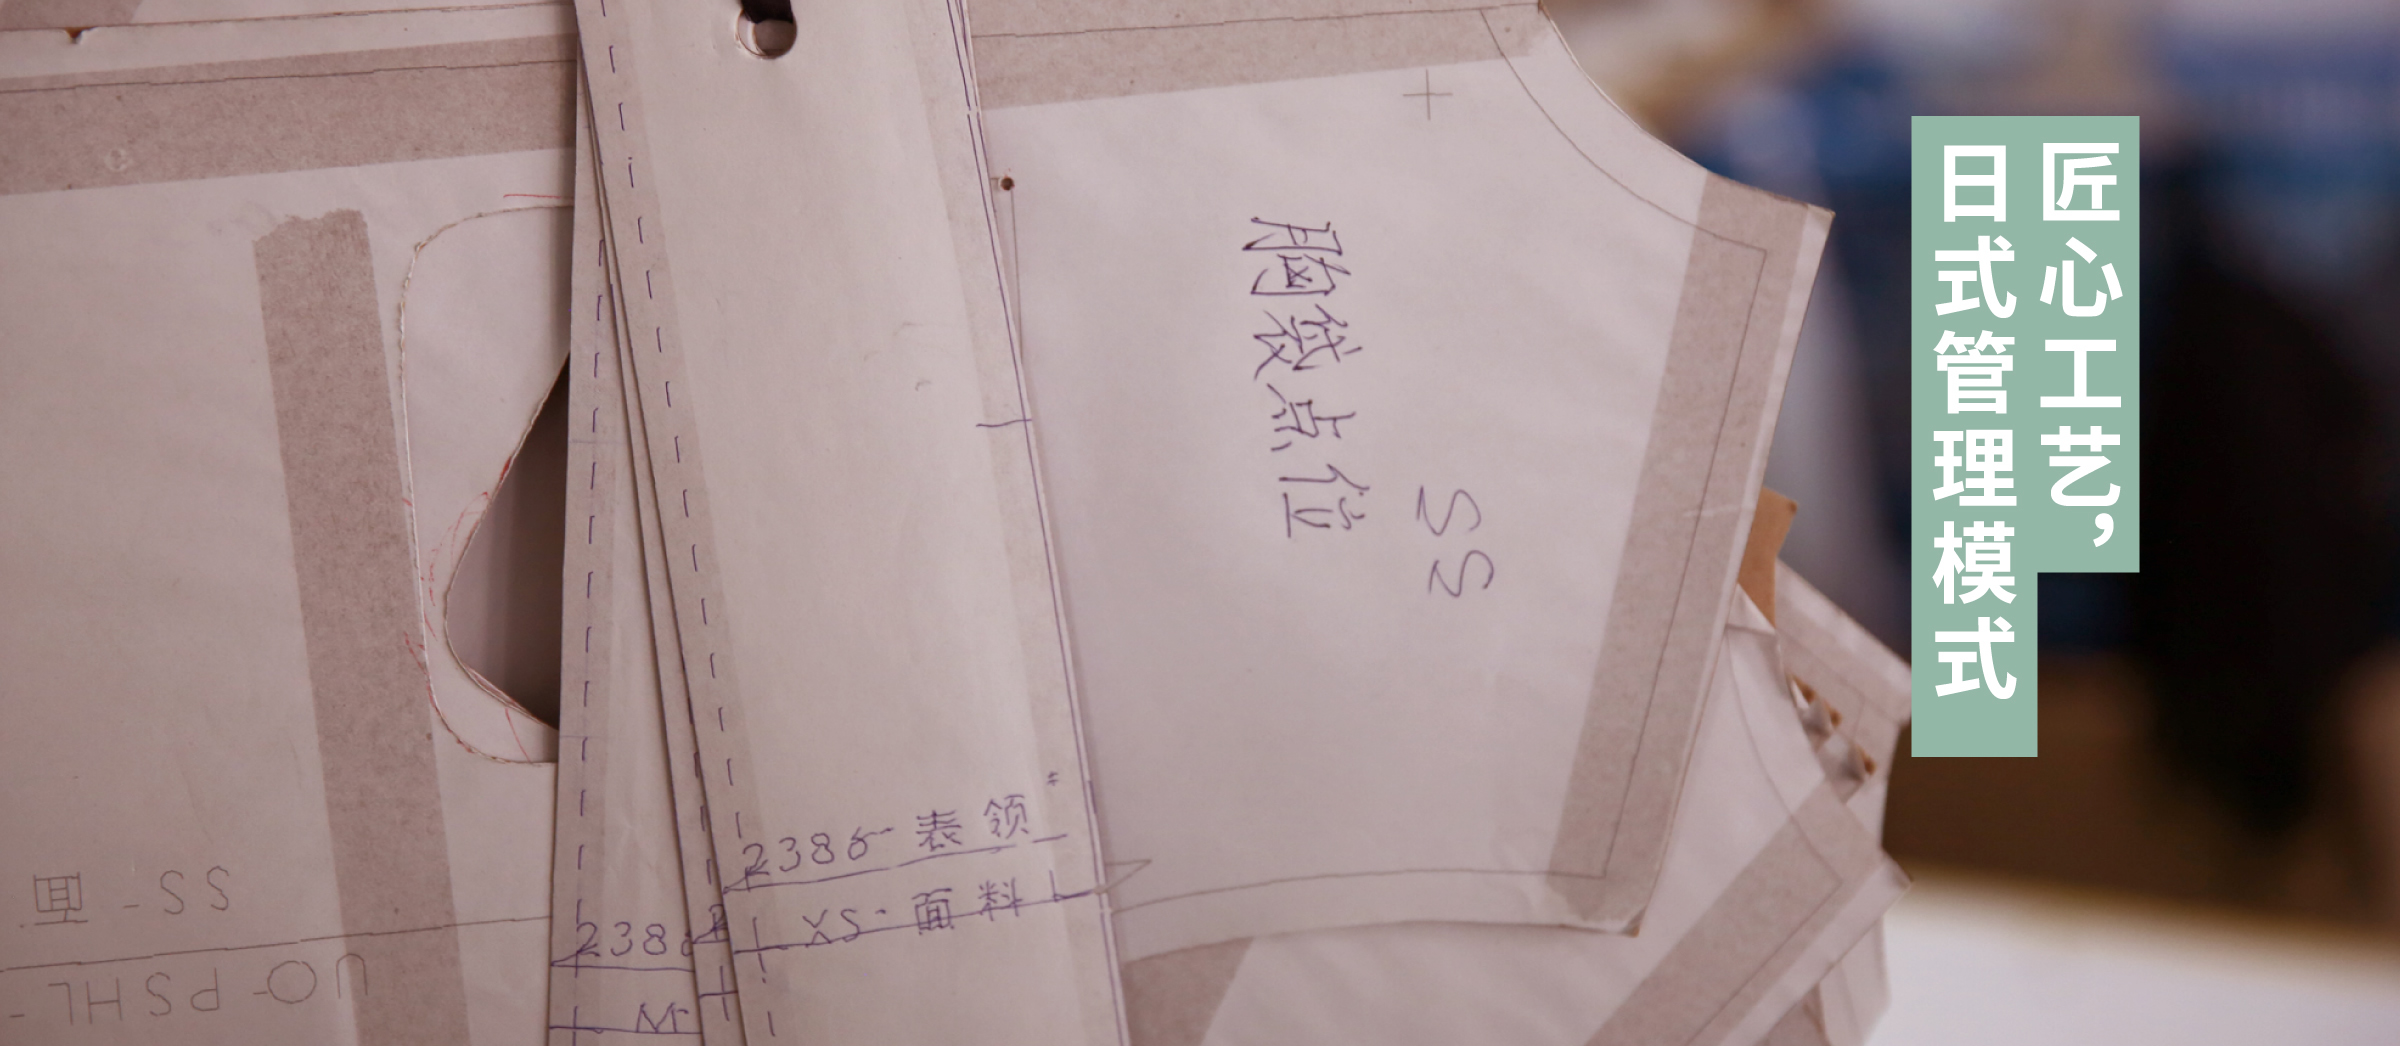 匠心工艺，
日式管理模式
胸袋点位
SS
2386-表领
XS-面料
238
M
SS-面
UO-PSHL-